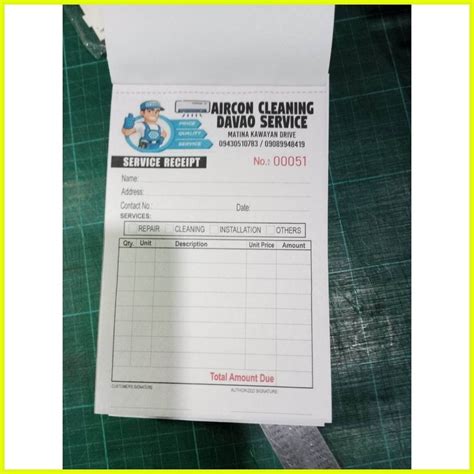 AIRCON CLEANING
DAVAO SERVICE
MATINA KAWAYAN DRIVE
09430510783 / 09089948419
PRICE
QUALITY
SERVICE
SERVICE RECEIPT No.: 00051
Name:
Address:
Contact No.: Date:
SERVICES:
REPAIR CLEANING INSTALLATION OTHERS
Qty. Unit Description Unit Price Amount
Total Amount Due
CUSTOMERS SIGNATURE AUTHORIZED SIGNATURE